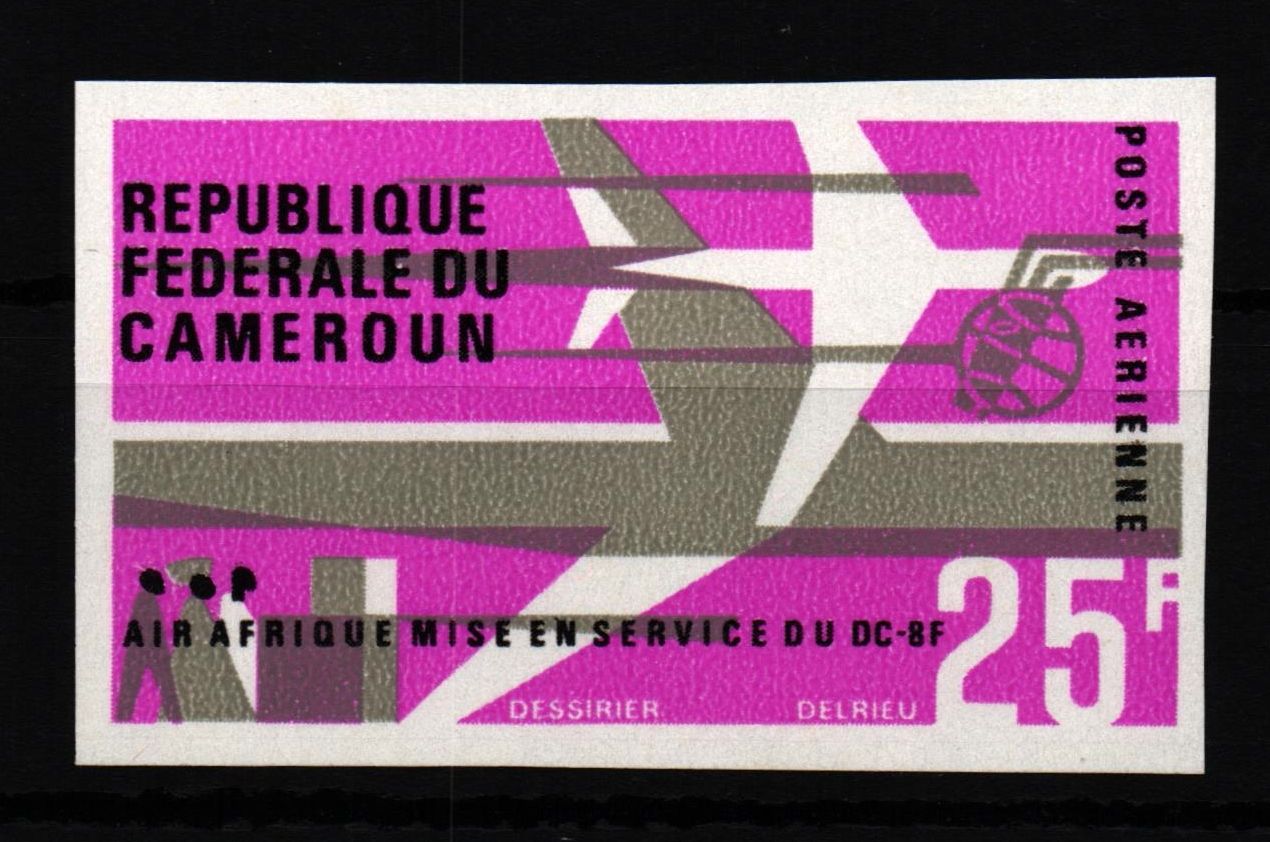 REPUBLIQUE
FEDERALE DU
CAMEROUN
POSTE AERIENNE
AIR AFRIQUE MISE EN SERVICE DU DC-8F
25F
DESSIRIER
DELRIEU